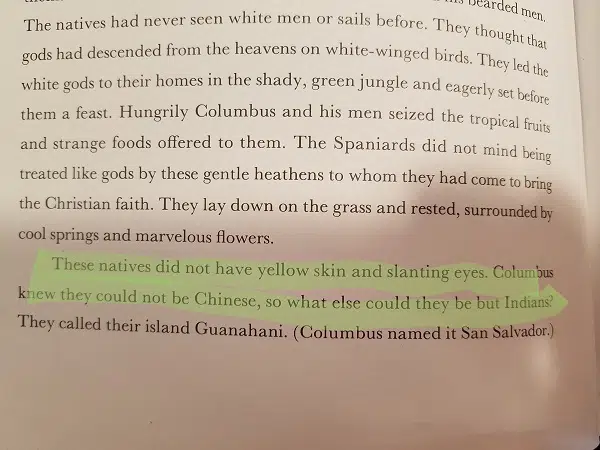 bearded men,
The natives had never seen white men or sails before. They thought that
gods had descended from the heavens on white-winged birds. They led the
white gods to their homes in the shady, green jungle and eagerly set before
them a feast. Hungrily Columbus and his men seized the tropical fruits
and strange foods offered to them. The Spaniards did not mind being
treated like gods by these gentle heathens to whom they had come to bring
the Christian faith. They lay down on the grass and rested, surrounded by
cool springs and marvelous flowers.
These natives did not have yellow skin and slanting eyes. Columbus
knew they could not be Chinese, so what else could they be but Indians?
They called their island Guanahani. (Columbus named it San Salvador.)